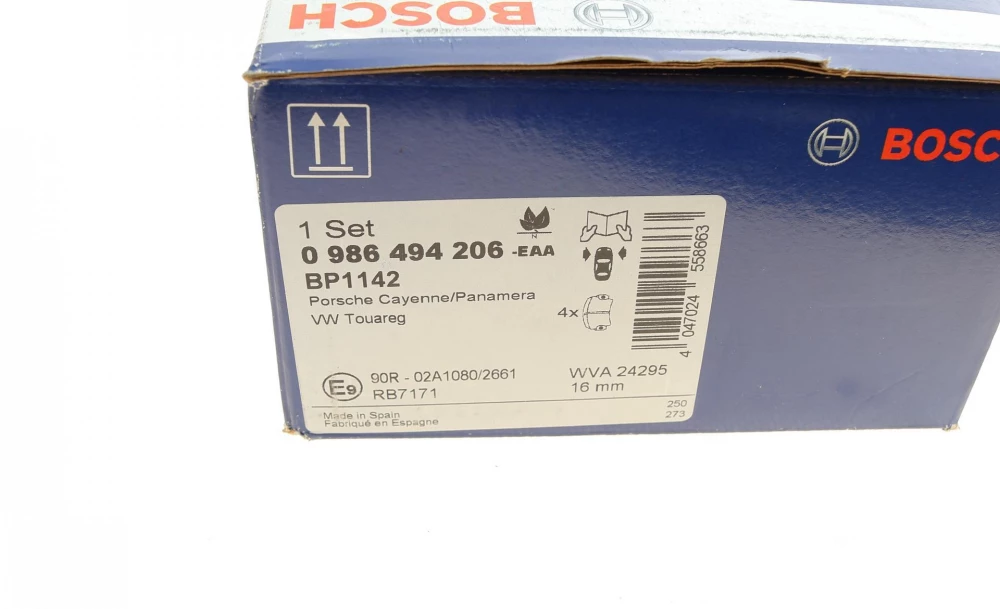 BOSCH
BOSC
1 Set
0 986 494 206 -EAA
BP1142
Porsche Cayenne/Panamera
VW Touareg
4x
4 047024 558663
E9
90R - 02A1080/2661
RB7171
WVA 24295
16 mm
Made in Spain
Fabriqué en Espagne
250
273